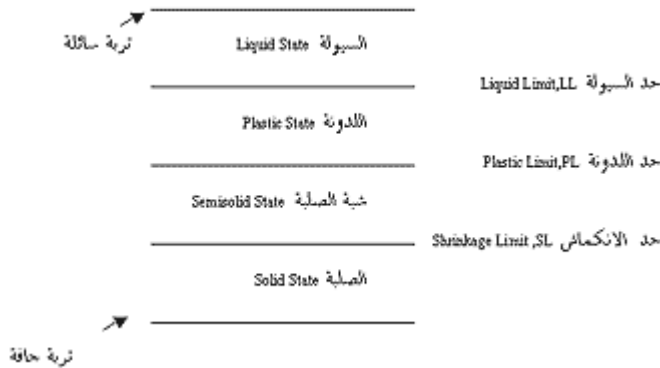 تربة سائلة
السيولة Liquid State
حد السيولة Liquid Limit,LL
اللدونة Plastic State
حد اللدونة Plastic Limit,PL
شبة الصلبة Semisolid State
حد الانكماش Shrinkage Limit ,SL
الصلبة Solid State
تربة جافة